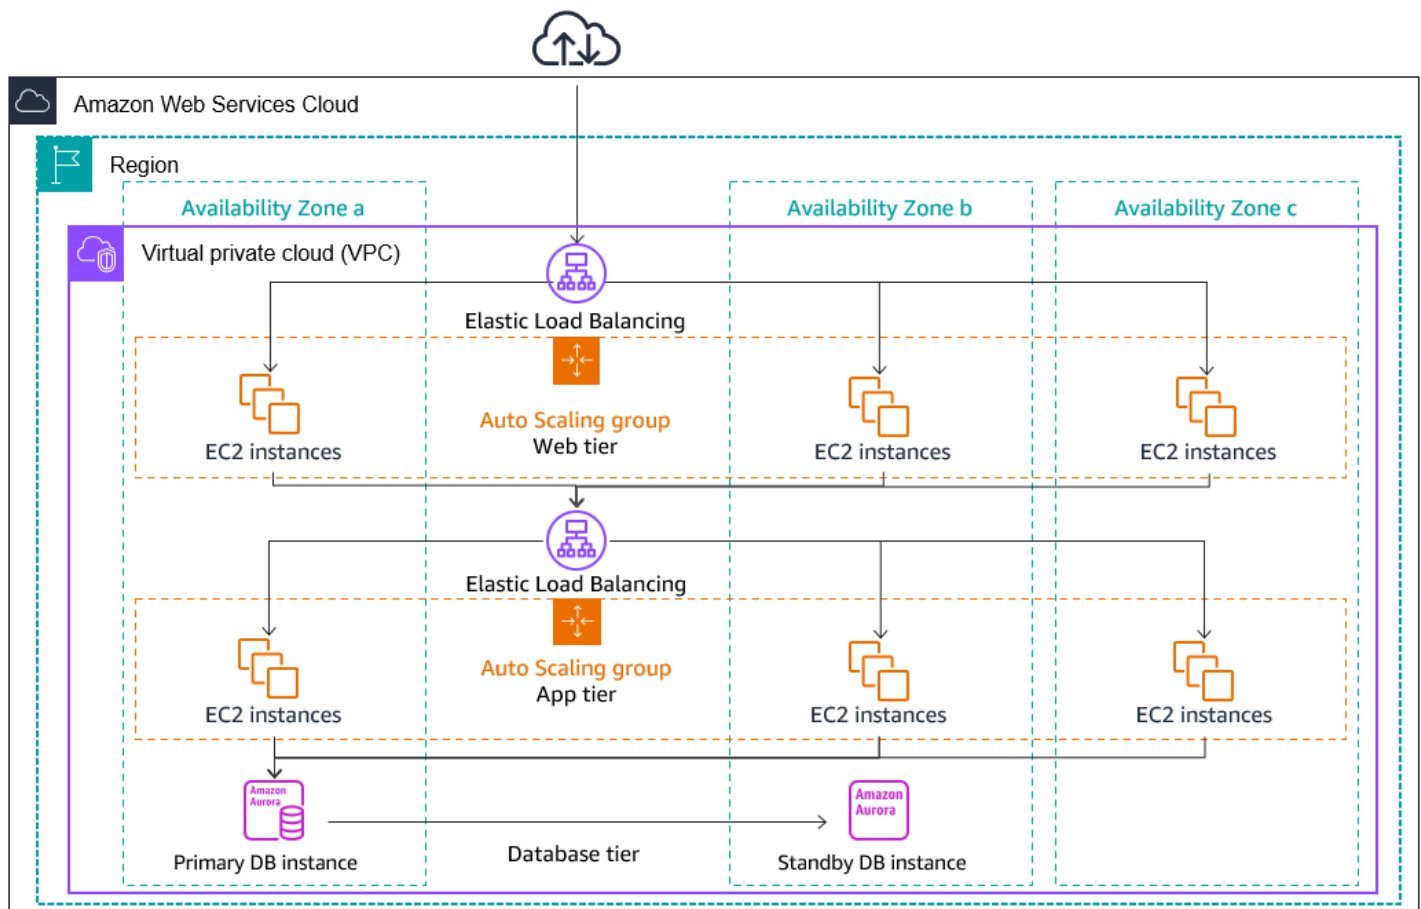 Amazon Web Services Cloud
Region
Availability Zone a
Availability Zone b
Availability Zone c
Virtual private cloud (VPC)
Elastic Load Balancing
Auto Scaling group
Web tier
EC2 instances
EC2 instances
EC2 instances
Elastic Load Balancing
Auto Scaling group
App tier
EC2 instances
EC2 instances
EC2 instances
Amazon
Aurora
Primary DB instance
Database tier
Amazon
Aurora
Standby DB instance